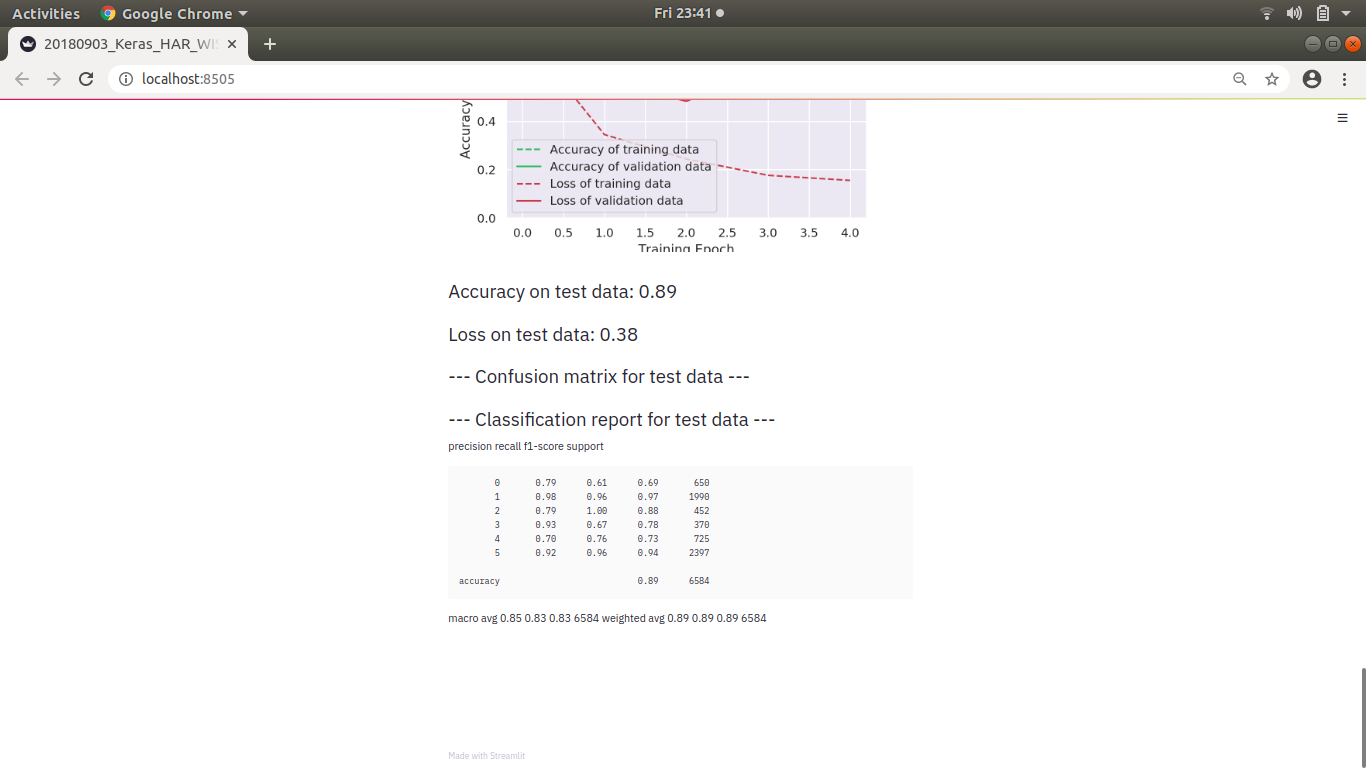 Activities Google Chrome Fri 23:41
20180903_Keras_HAR_WI
localhost:8505
Accuracy
0.4
0.2
0.0
Accuracy of training data
Accuracy of validation data
Loss of training data
Loss of validation data
0.0 0.5 1.0 1.5 2.0 2.5 3.0 3.5 4.0
Training Epoch
Accuracy on test data: 0.89
Loss on test data: 0.38
--- Confusion matrix for test data ---
--- Classification report for test data ---
precision recall f1-score support
0 0.79 0.61 0.69 650
1 0.98 0.96 0.97 1990
2 0.79 1.00 0.88 452
3 0.93 0.67 0.78 370
4 0.70 0.76 0.73 725
5 0.92 0.96 0.94 2397
accuracy 0.89 6584
macro avg 0.85 0.83 0.83 6584 weighted avg 0.89 0.89 0.89 6584
Made with Streamlit